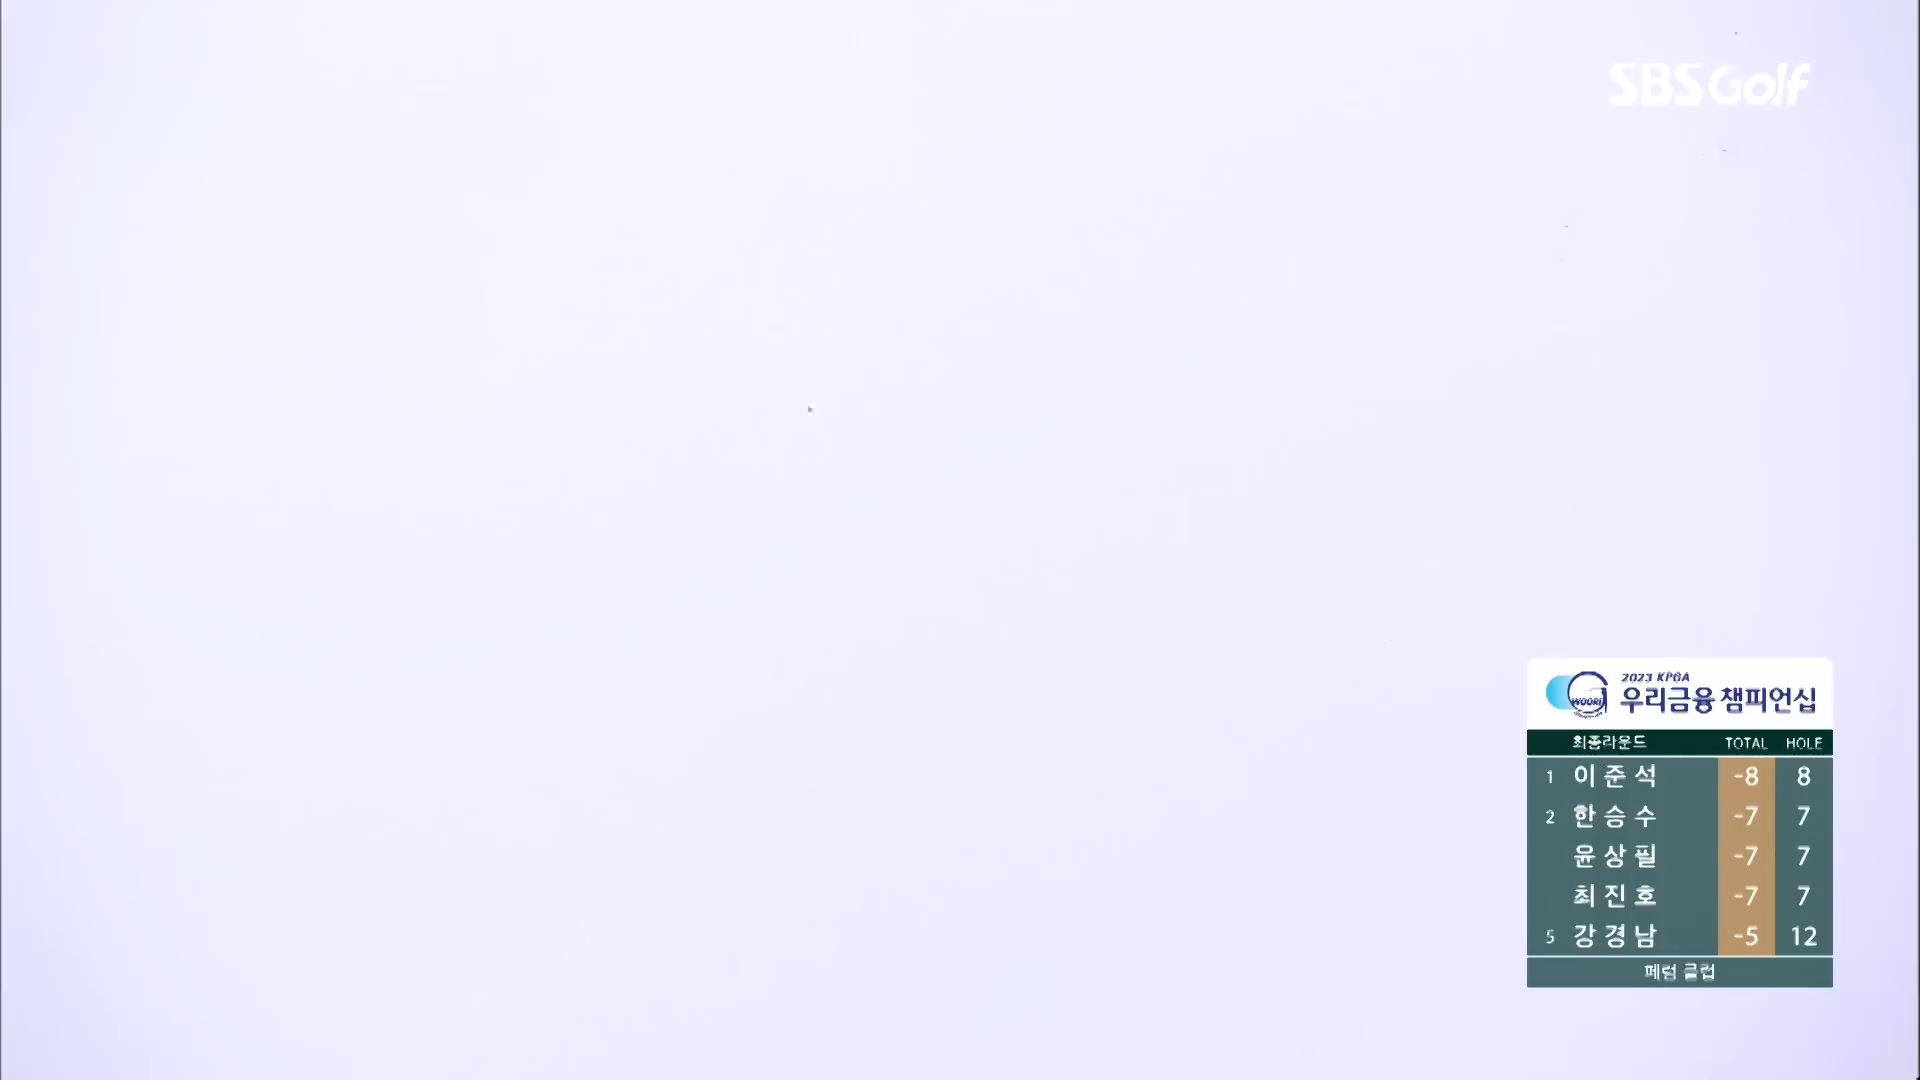 SBS Golf
2023 KPGA
WOORI
우리금융 챔피언십
최종라운드 TOTAL HOLE
1 이준석 -8 8
2 한승수 -7 7
윤상필 -7 7
최진호 -7 7
5 강경남 -5 12
페럼 클럽